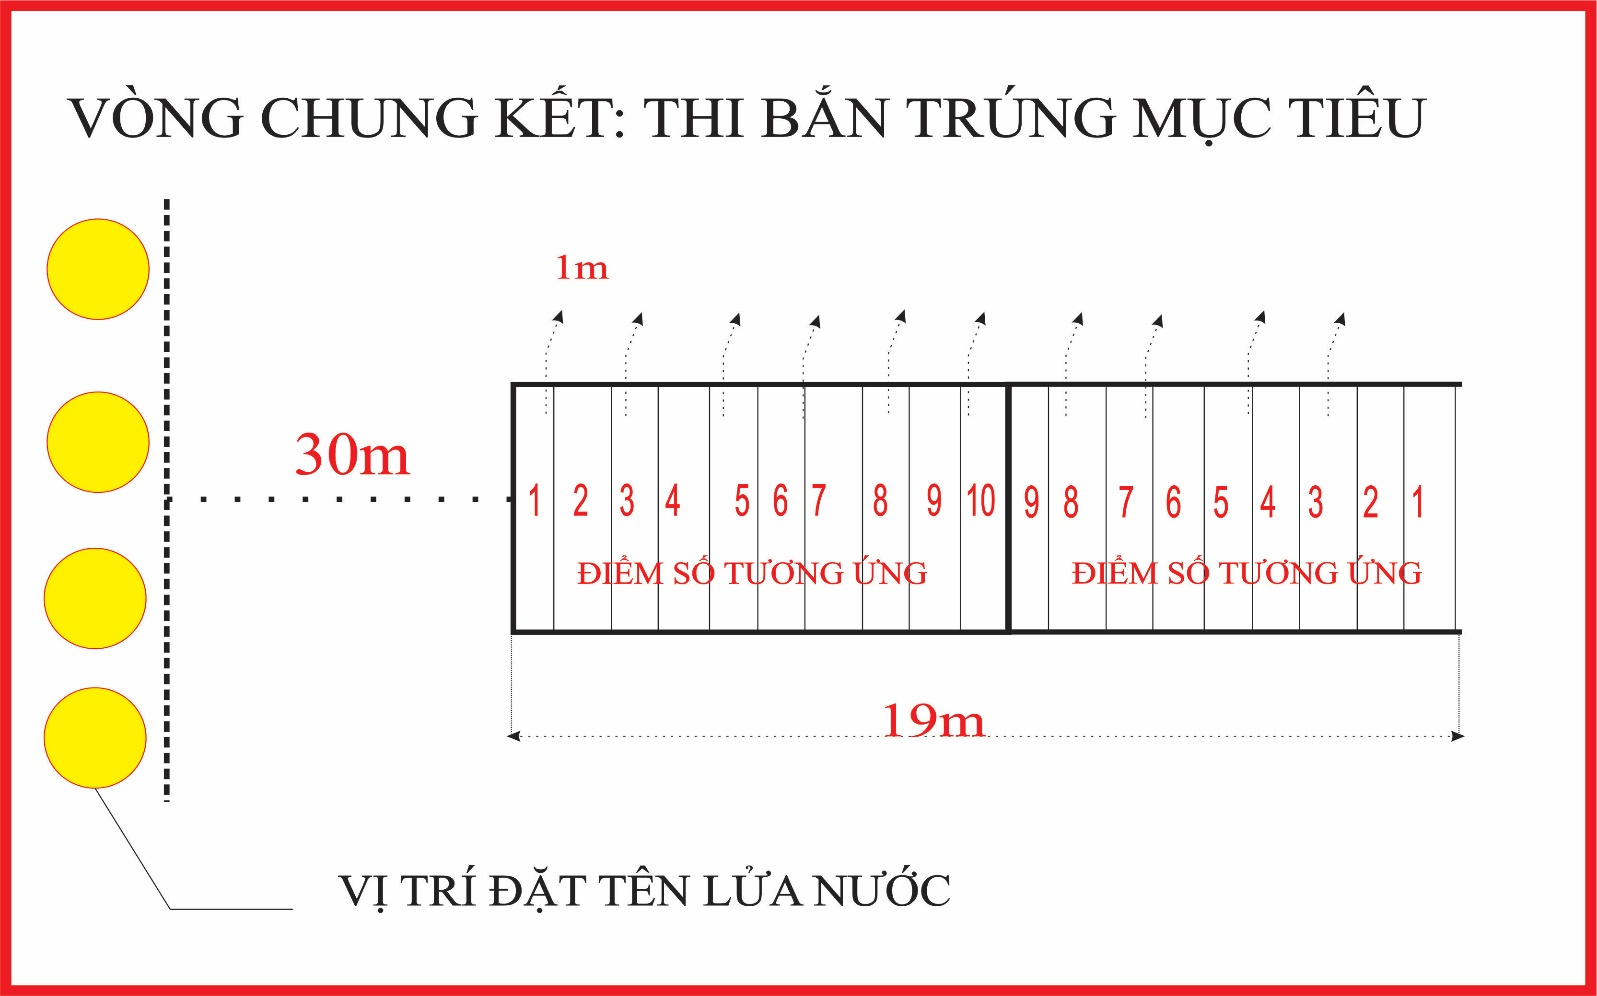 VÒNG CHUNG KẾT: THI BẮN TRÚNG MỤC TIÊU
1m
30m
1 2 3 4 5 6 7 8 9 10 9 8 7 6 5 4 3 2 1
ĐIỂM SỐ TƯƠNG ỨNG ĐIỂM SỐ TƯƠNG ỨNG
19m
VỊ TRÍ ĐẶT TÊN LỬA NƯỚC